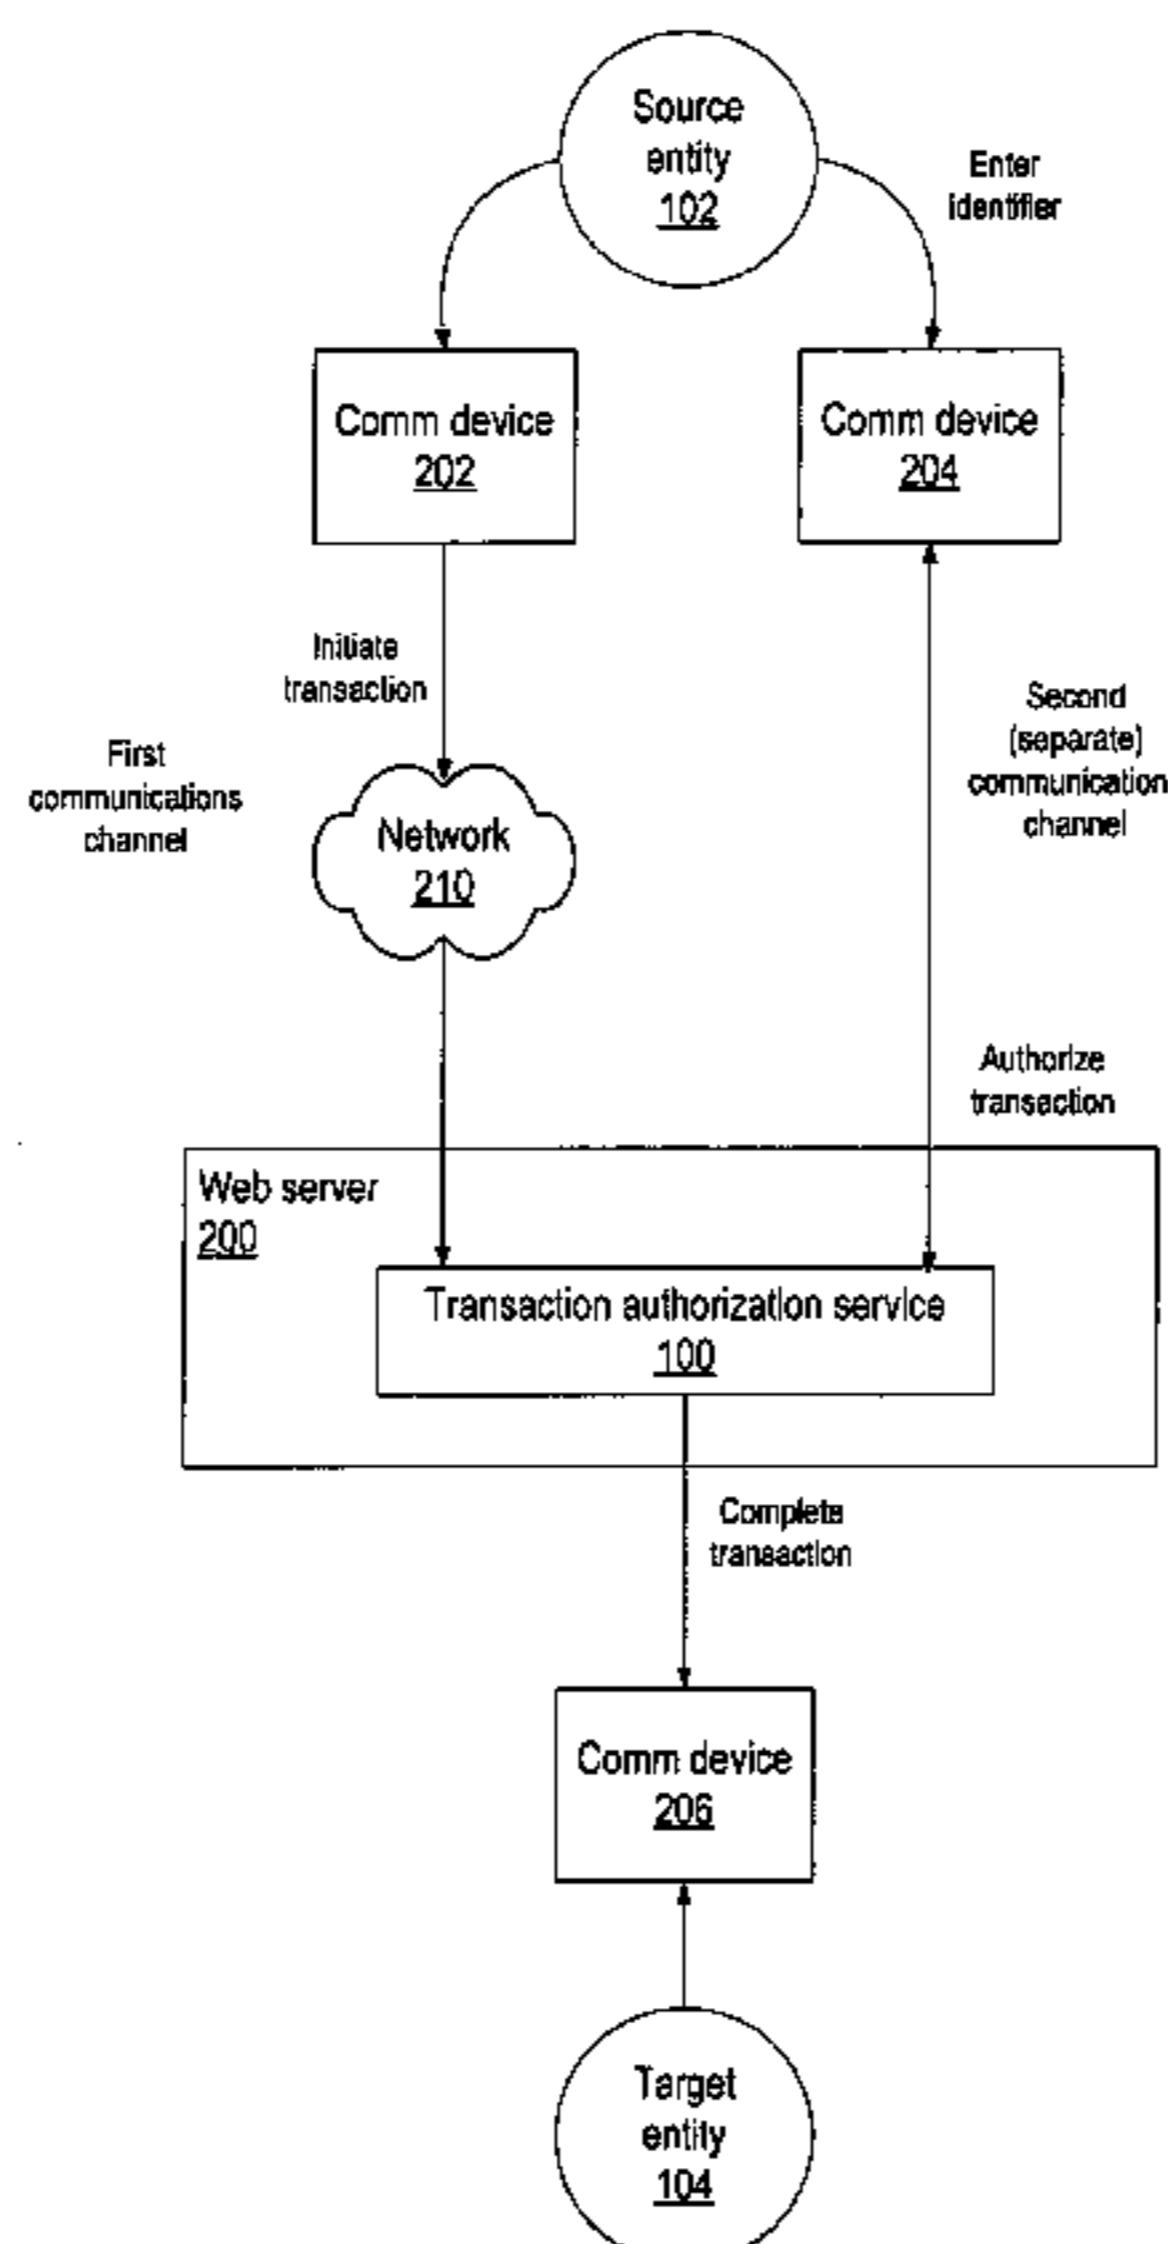 Source
entity
102
Enter
identifier
Comm device
202
Comm device
204
Initiate
transaction
First
communications
channel
Second
(separate)
communication
channel
Network
210
Authorize
transaction
Web server
200
Transaction authorization service
100
Complete
transaction
Comm device
206
Target
entity
104